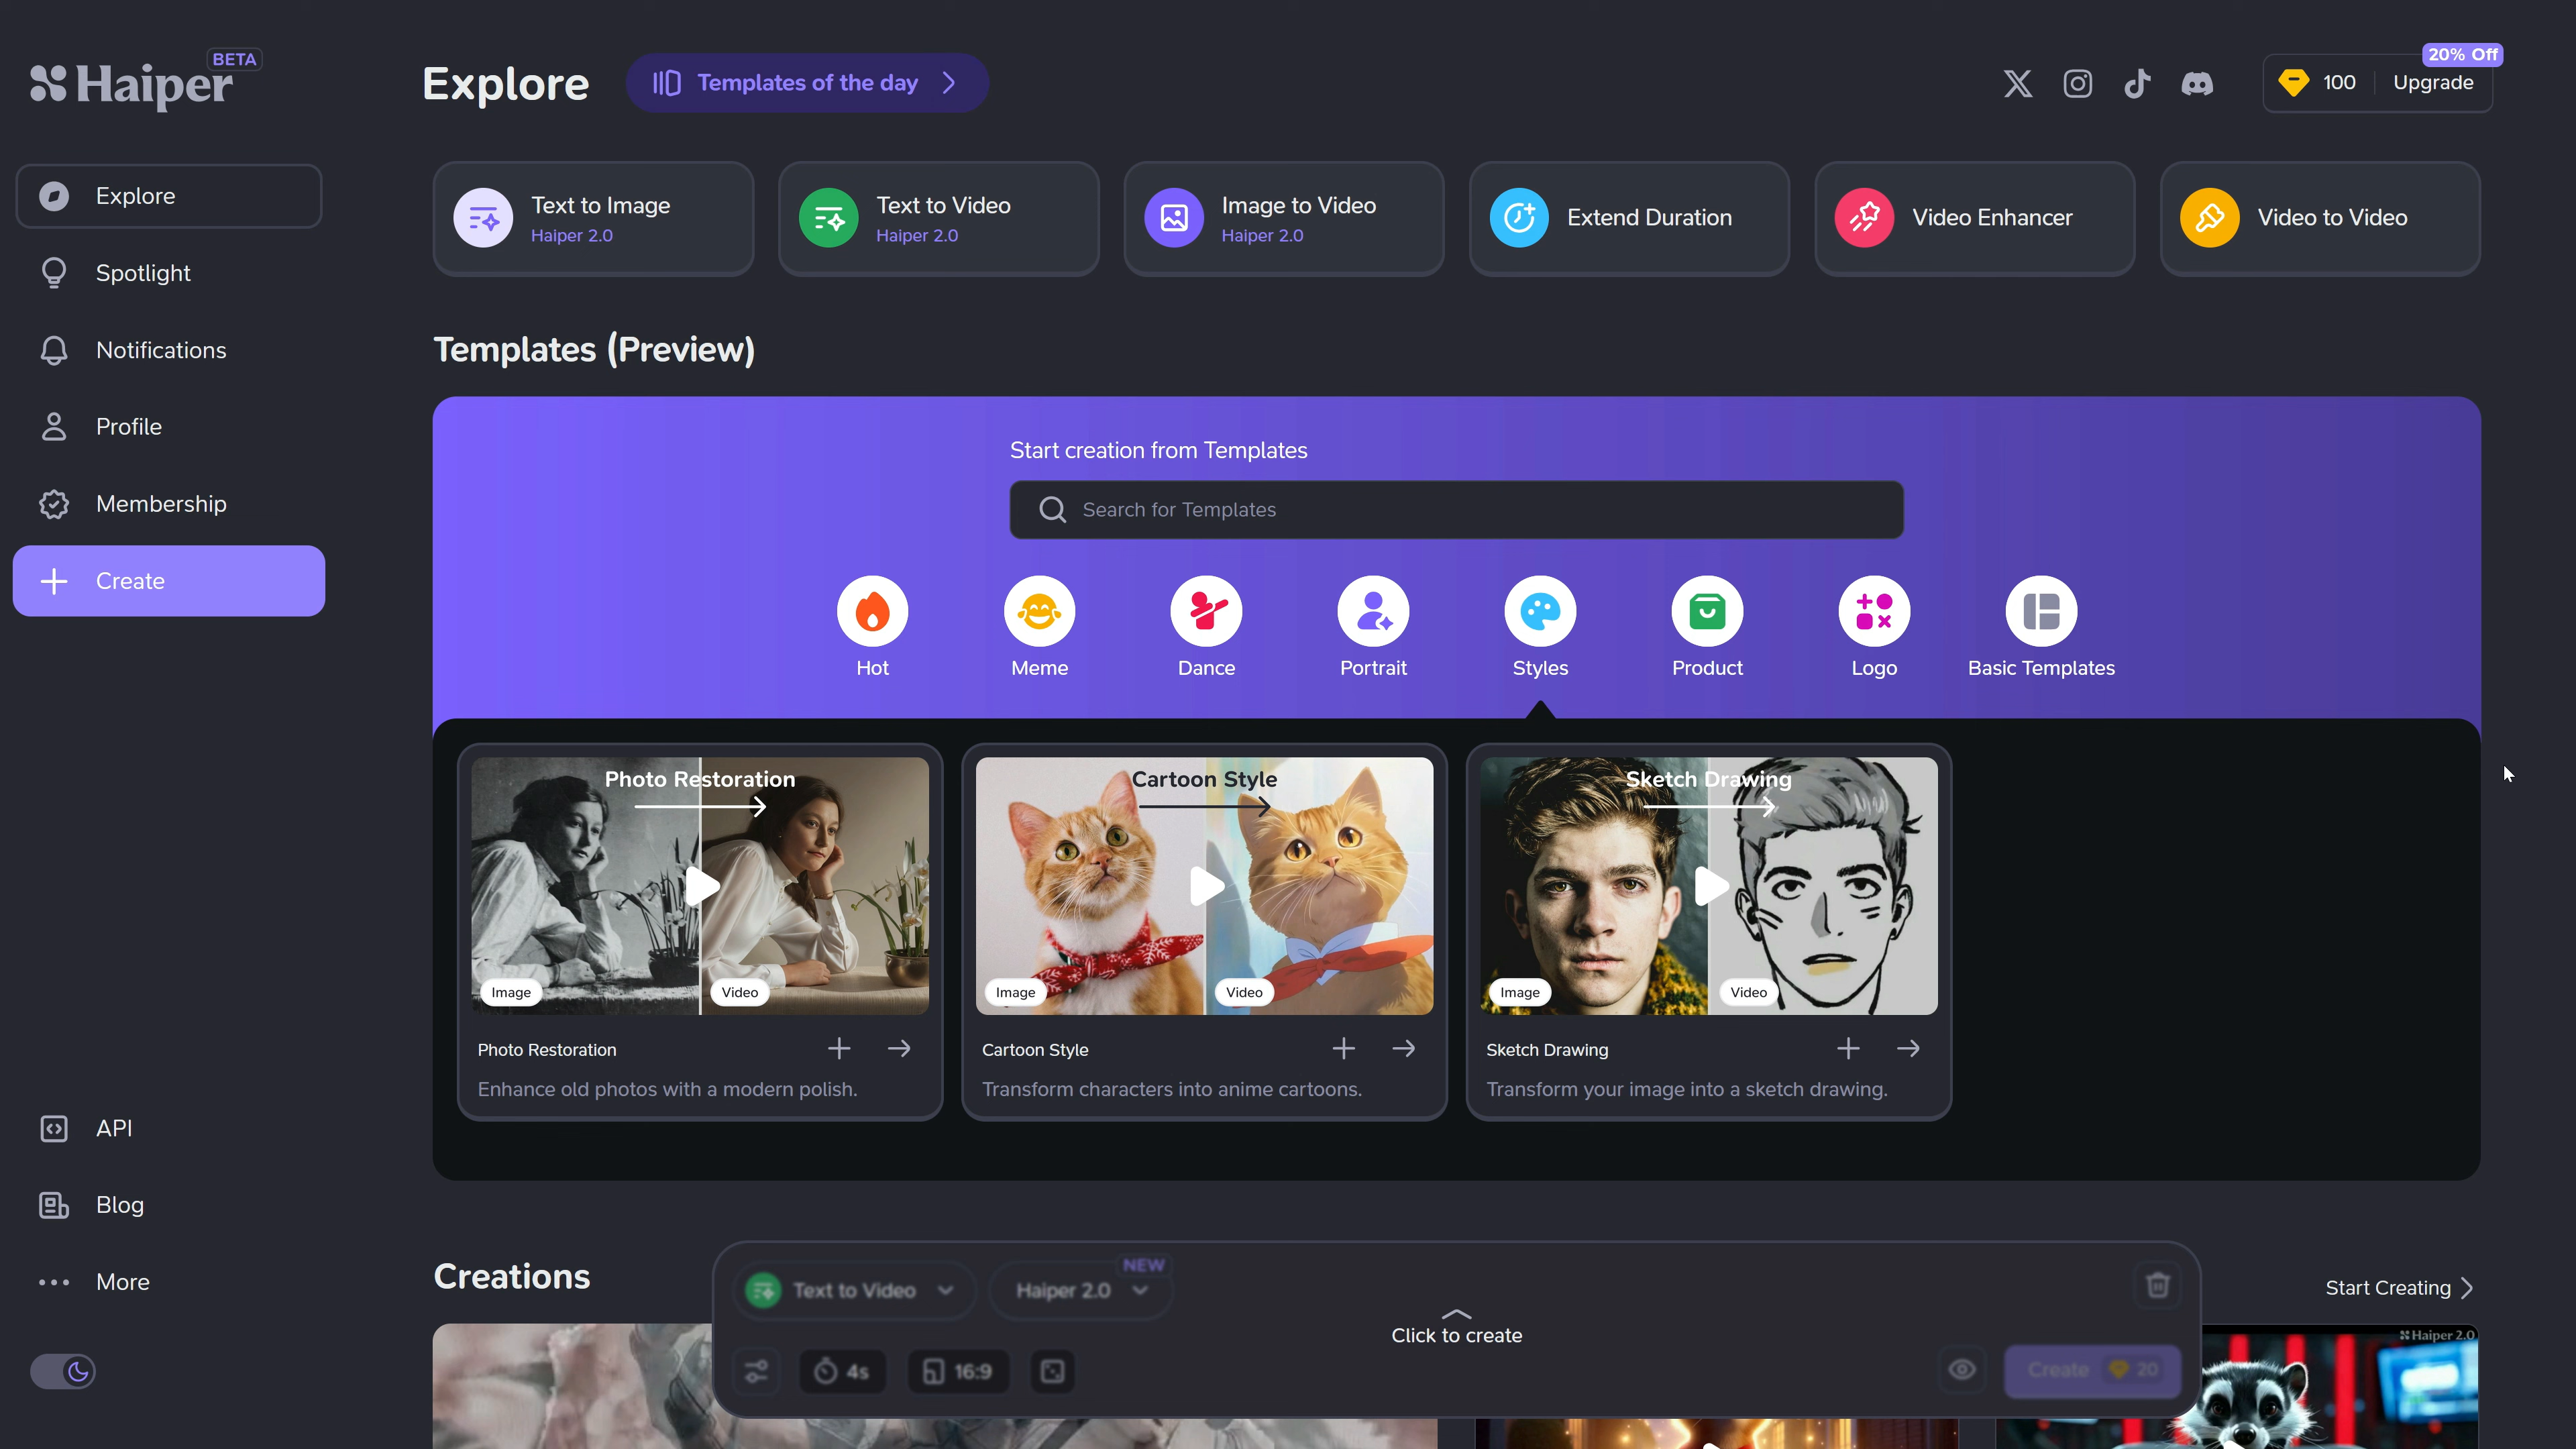 Haiper
BETA
Explore
Spotlight
Notifications
Profile
Membership
Create
API
Blog
More
Explore
Templates of the day
20% Off
100
Upgrade
Text to Image
Haiper 2.0
Text to Video
Haiper 2.0
Image to Video
Haiper 2.0
Extend Duration
Video Enhancer
Video to Video
Templates (Preview)
Start creation from Templates
Search for Templates
Hot
Meme
Dance
Portrait
Styles
Product
Logo
Basic Templates
Photo Restoration
Image
Video
Photo Restoration
Enhance old photos with a modern polish.
Cartoon Style
Image
Video
Cartoon Style
Transform characters into anime cartoons.
Sketch Drawing
Image
Video
Sketch Drawing
Transform your image into a sketch drawing.
Creations
Start Creating
Text to Video
Haiper 2.0
NEW
Click to create
4s
16:9
Create
20
Haiper 2.0